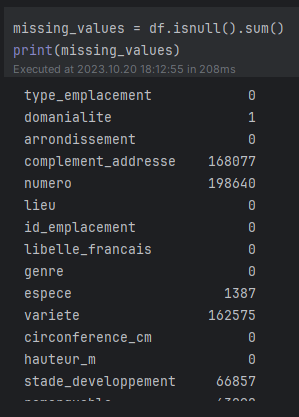 missing_values = df.isnull().sum()
print(missing_values)
Executed at 2023.10.20 18:12:55 in 208ms
type_emplacement 0
domanialite 1
arrondissement 0
complement_addresse 168077
numero 198640
lieu 0
id_emplacement 0
libelle_francais 0
genre 0
espece 1387
variete 162575
circonference_cm 0
hauteur_m 0
stade_developpement 66857